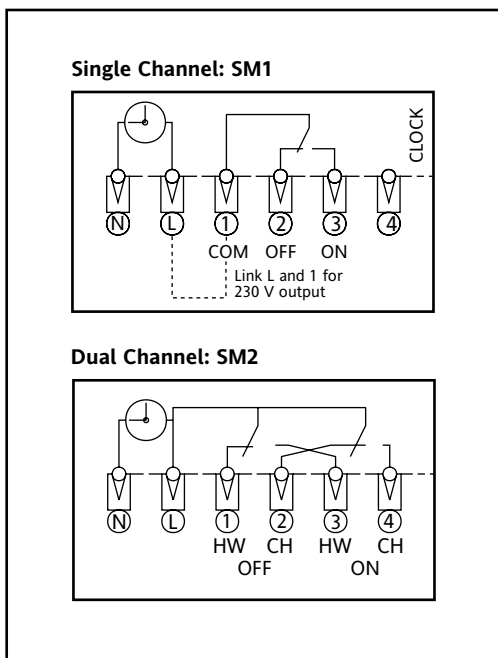 Single Channel: SM1
CLOCK
N L 1 2 3 4
COM OFF ON
Link L and 1 for
230 V output
Dual Channel: SM2
N L 1 2 3 4
HW CH HW CH
OFF ON